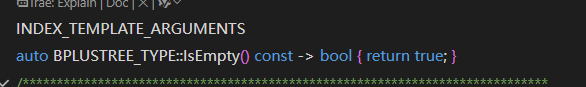 Trae: Explain | Doc | X |
INDEX_TEMPLATE_ARGUMENTS
auto BPLUSTREE_TYPE::IsEmpty() const -> bool { return true; }
/*****************************************************************************